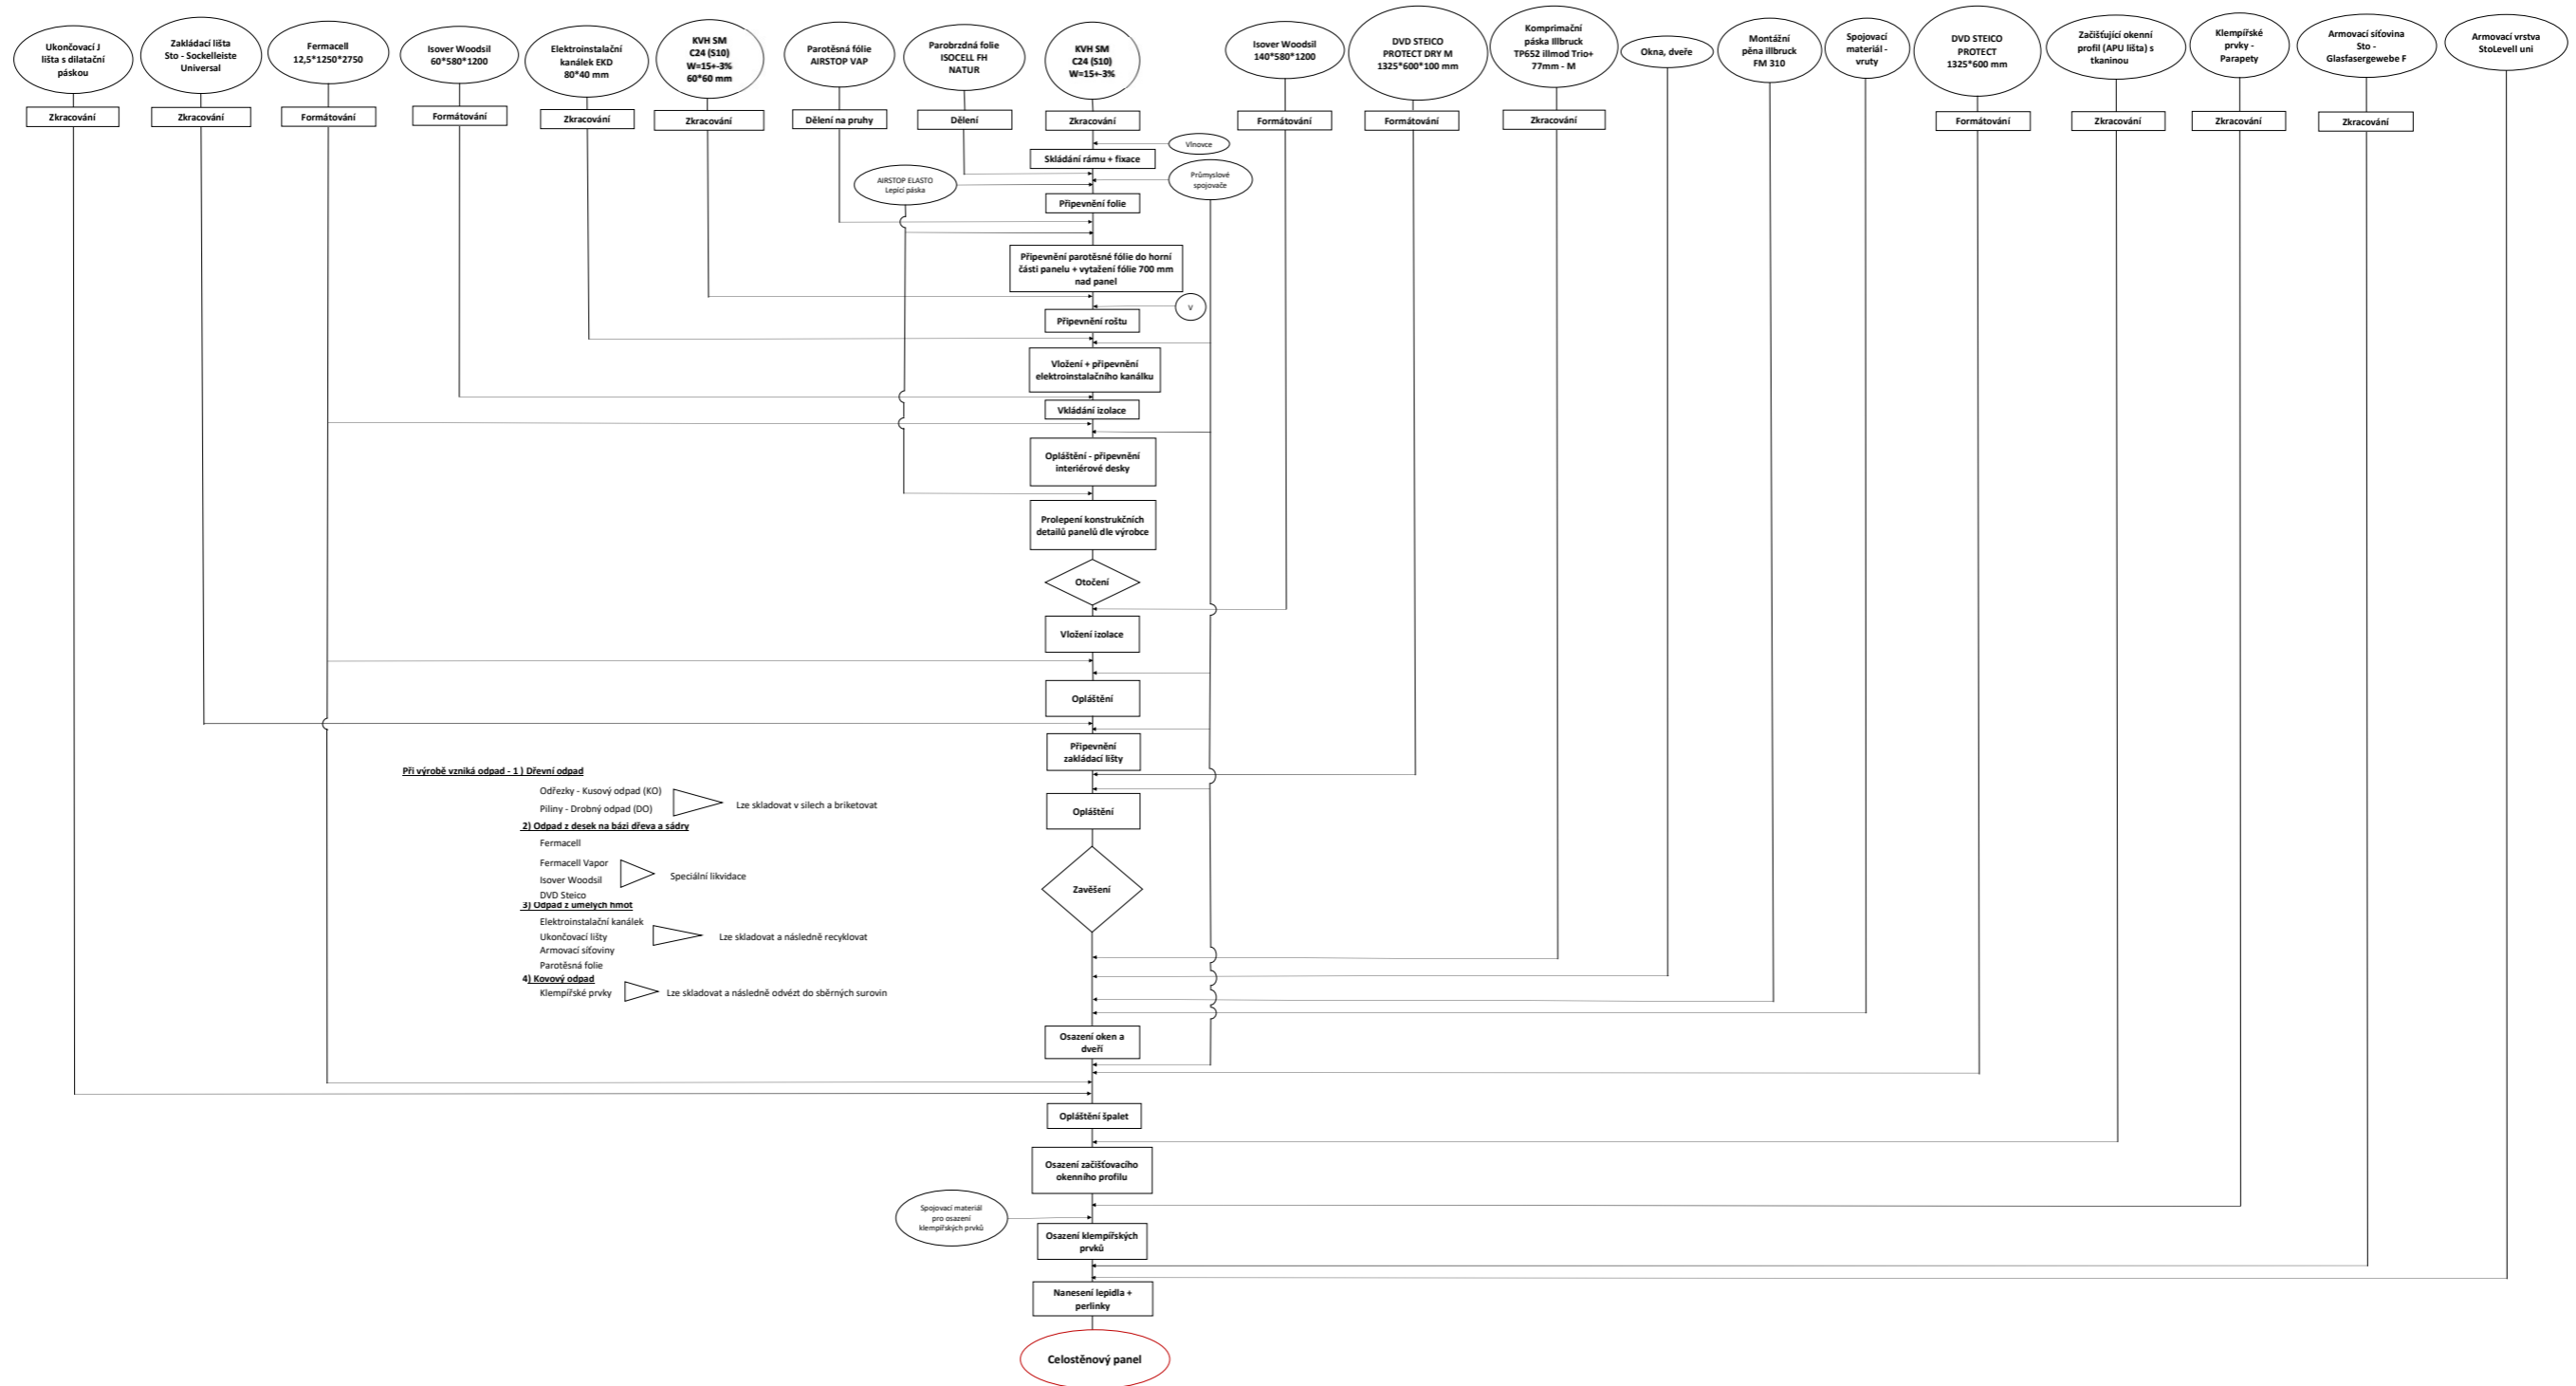 Ukončovací J
lišta s dilatační
páskou
Zakládácí lišta
Sto - Sockelleiste
Universal
Fermacell
12,5*1250*2750
Isover Woodsil
60*580*1200
Elektroinstalační
kanálek EKD
80*40 mm
KVH SM
C24 (S10)
W=15+-3%
60*60 mm
Parotěsná fólie
AIRSTOP VAP
Parobrzdná folie
ISOCELL FH
NATUR
KVH SM
C24 (S10)
W=15+-3%
Isover Woodsil
140*580*1200
DVD STEICO
PROTECT DRY M
1325*600*100 mm
Komprimační
páska Illbruck
TP652 illmod Trio+
77mm - M
Okna, dveře
Montážní
pěna illbruck
FM 310
Spojovací
materiál -
vruty
DVD STEICO
PROTECT
1325*600 mm
Začišťující okenní
profil (APU lišta) s
tkaninou
Klempířské
prvky -
Parapety
Armovací síťovina
Sto -
Glasfasergewebe F
Armovací vrstva
StoLevell uni
Zkracování
Zkracování
Formátování
Formátování
Zkracování
Zkracování
Dělení na pruhy
Dělení
Zkracování
Formátování
Formátování
Zkracování
Formátování
Zkracování
Zkracování
Zkracování
Vlnovce
Skládání rámu + fixace
AIRSTOP ELASTO
Lepící páska
Průmyslové
spojovače
Připevnění folie
Připevnění parotěsné fólie do horní
části panelu + vytažení fólie 700 mm
nad panel
V
Připevnění roštu
Vložení + připevnění
elektroinstalačního kanálku
Vkládání izolace
Opláštění - připevnění
interiérové desky
Prolepení konstrukčních
detailů panelů dle výrobce
Otočení
Vložení izolace
Opláštění
Připevnění
zakládací lišty
Opláštění
Zavěšení
Při výrobě vzniká odpad - 1 ) Dřevní odpad
Odřezky - Kusový odpad (KO)
Piliny - Drobný odpad (DO)
Lze skladovat v silech a briketovat
2) Odpad z desek na bázi dřeva a sádry
Fermacell
Fermacell Vapor
Isover Woodsil
DVD Steico
Speciální likvidace
3) Odpad z umělých hmot
Elektroinstalační kanálek
Ukončovací lišty
Armovací síťoviny
Parotěsná folie
Lze skladovat a následně recyklovat
4) Kovový odpad
Klempířské prvky
Lze skladovat a následně odvézt do sběrných surovin
Osazení oken a
dveří
Opláštění špalet
Osazení začišťovacího
okenního profilu
Spojovací materiál
pro osazení
klempířských prvků
Osazení klempířských
prvků
Nanesení lepidla +
perlinky
Celostěnový panel